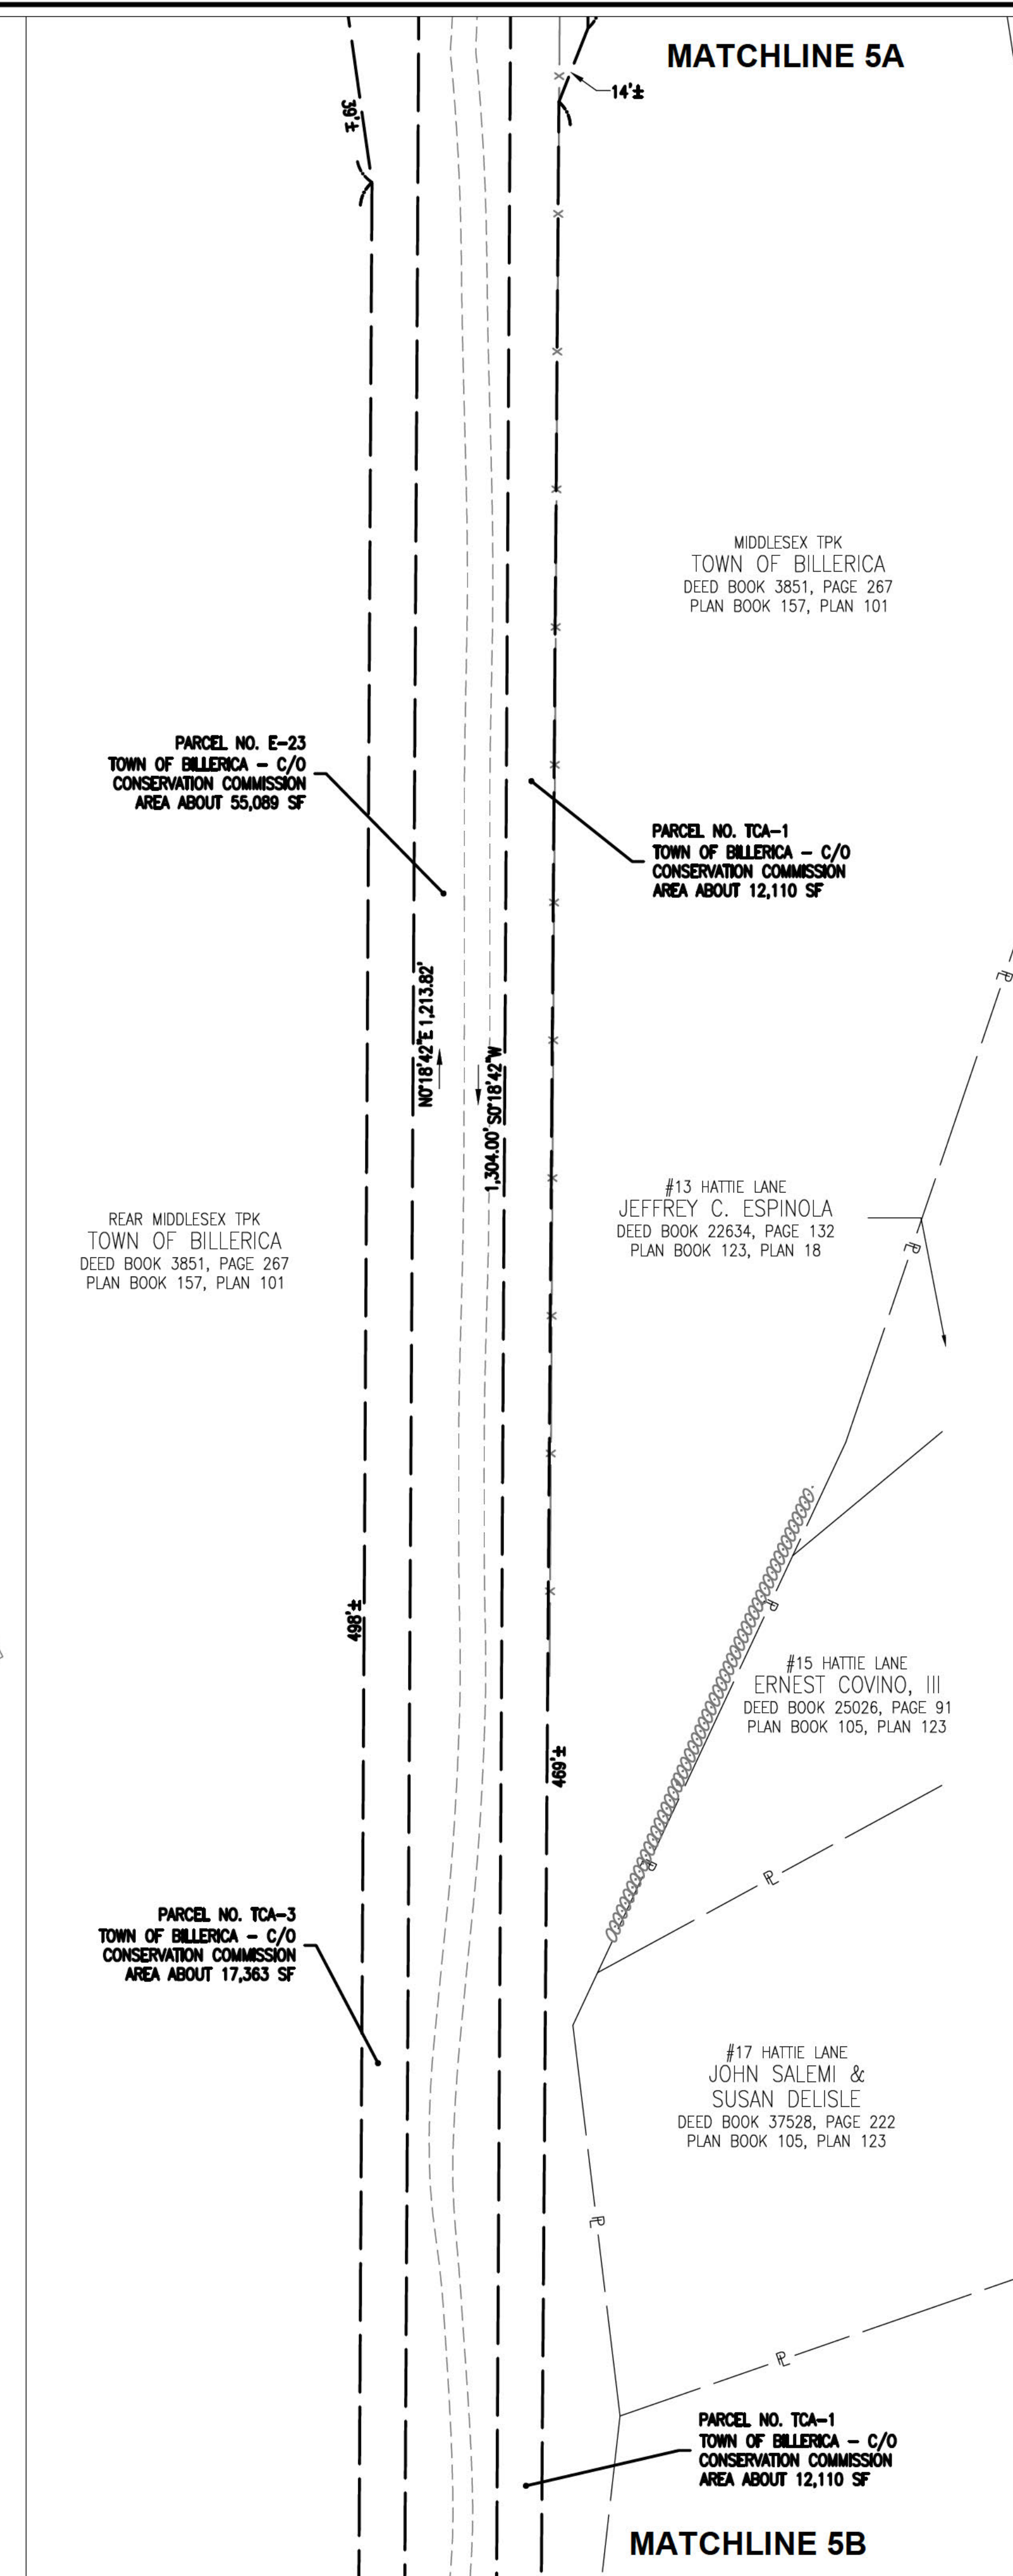 MATCHLINE 5A
14'±
39'±
MIDDLESEX TPK
TOWN OF BILLERICA
DEED BOOK 3851, PAGE 267
PLAN BOOK 157, PLAN 101
PARCEL NO. E-23
TOWN OF BILLERICA - C/O
CONSERVATION COMMISSION
AREA ABOUT 55,089 SF
PARCEL NO. TCA-1
TOWN OF BILLERICA - C/O
CONSERVATION COMMISSION
AREA ABOUT 12,110 SF
PL
N0°18'42"E 1,213.82'
1,304.00' S0°18'42"W
#13 HATTIE LANE
JEFFREY C. ESPINOLA
DEED BOOK 22634, PAGE 132
PLAN BOOK 123, PLAN 18
REAR MIDDLESEX TPK
TOWN OF BILLERICA
DEED BOOK 3851, PAGE 267
PLAN BOOK 157, PLAN 101
PL
498'±
PL
#15 HATTIE LANE
ERNEST COVINO, III
DEED BOOK 25026, PAGE 91
PLAN BOOK 105, PLAN 123
469'±
PL
PL
PARCEL NO. TCA-3
TOWN OF BILLERICA - C/O
CONSERVATION COMMISSION
AREA ABOUT 17,363 SF
#17 HATTIE LANE
JOHN SALEMI &
SUSAN DELISLE
DEED BOOK 37528, PAGE 222
PLAN BOOK 105, PLAN 123
PL
PL
PARCEL NO. TCA-1
TOWN OF BILLERICA - C/O
CONSERVATION COMMISSION
AREA ABOUT 12,110 SF
MATCHLINE 5B